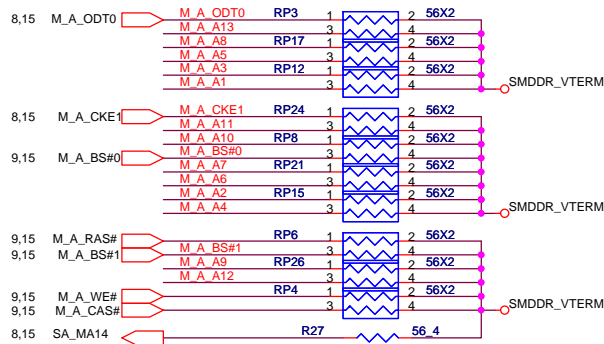 8,15 M_A_ODT0 M_A_ODT0 RP3 1 2 56X2
M_A_A13 3 4
M_A_A8 RP17 1 2 56X2
M_A_A5 3 4
M_A_A3 RP12 1 2 56X2
M_A_A1 3 4 SMDDR_VTERM
8,15 M_A_CKE1 M_A_CKE1 RP24 1 2 56X2
M_A_A11 3 4
M_A_A10 RP8 1 2 56X2
9,15 M_A_BS#0 M_A_BS#0 3 4
M_A_A7 RP21 1 2 56X2
M_A_A6 3 4
M_A_A2 RP15 1 2 56X2
M_A_A4 3 4 SMDDR_VTERM
9,15 M_A_RAS# RP6 1 2 56X2
9,15 M_A_BS#1 M_A_BS#1 3 4
M_A_A9 RP26 1 2 56X2
M_A_A12 3 4
9,15 M_A_WE# RP4 1 2 56X2
9,15 M_A_CAS# 3 4 SMDDR_VTERM
8,15 SA_MA14 R27 56_4